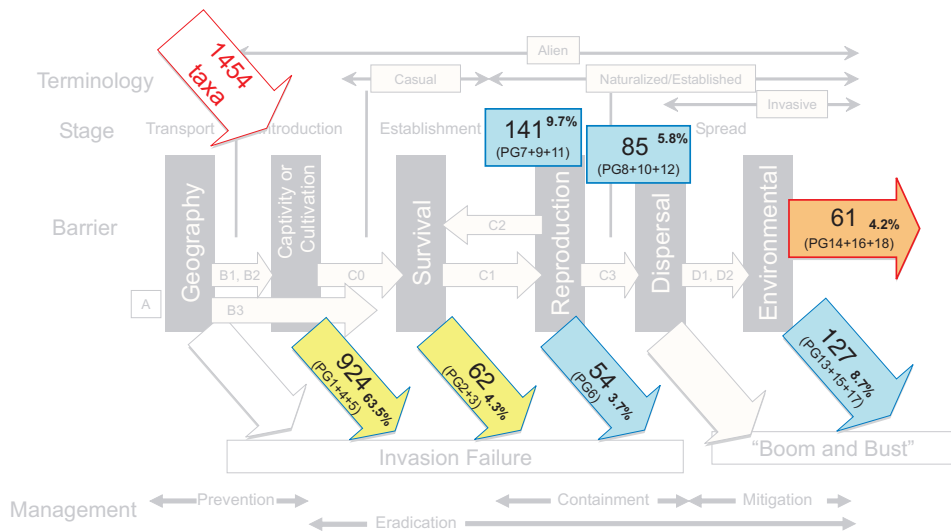 1454
taxa
Alien
Terminology
Casual
Naturalized/Established
Invasive
Stage
Transport
Introduction
Establishment
Spread
141 9.7%
(PG7+9+11)
85 5.8%
(PG8+10+12)
Barrier
Geography
Captivity or
Cultivation
Survival
Reproduction
Dispersal
Environmental
61 4.2%
(PG14+16+18)
C2
B1, B2
C0
C1
C3
D1, D2
A
B3
924 63.5%
(PG1+4+5)
62 4.3%
(PG2+3)
54 3.7%
(PG6)
127 8.7%
(PG13+15+17)
Invasion Failure
“Boom and Bust”
Management
Prevention
Containment
Mitigation
Eradication